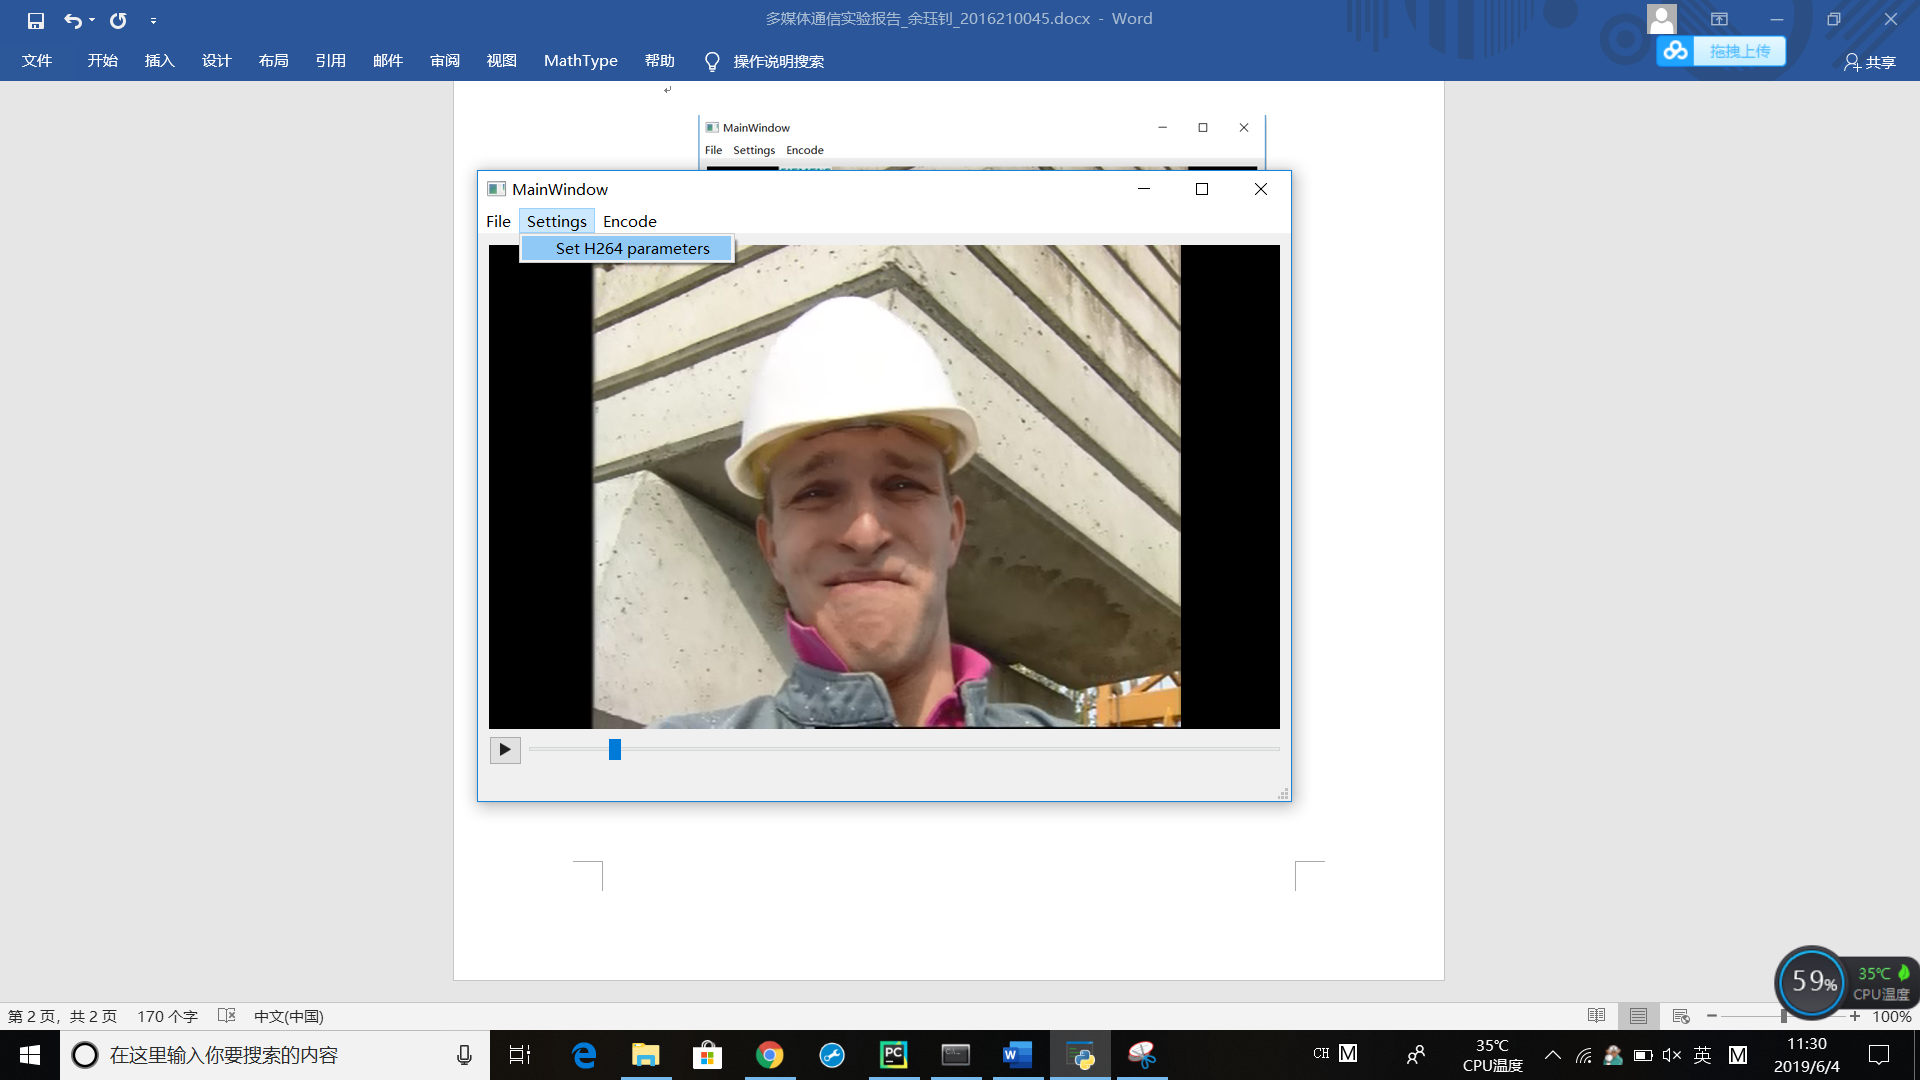 多媒体通信实验报告_余珏钊_2016210045.docx - Word
文件 开始 插入 设计 布局 引用 邮件 审阅 视图 MathType 帮助 操作说明搜索
拖拽上传
共享
MainWindow
File Settings Encode
MainWindow
File Settings Encode
Set H264 parameters
59%
35℃
CPU温度
第 2 页，共 2 页 170 个字 中文(中国)
100%
在这里输入你要搜索的内容
CH M
35℃
CPU温度
英 M
11:30
2019/6/4